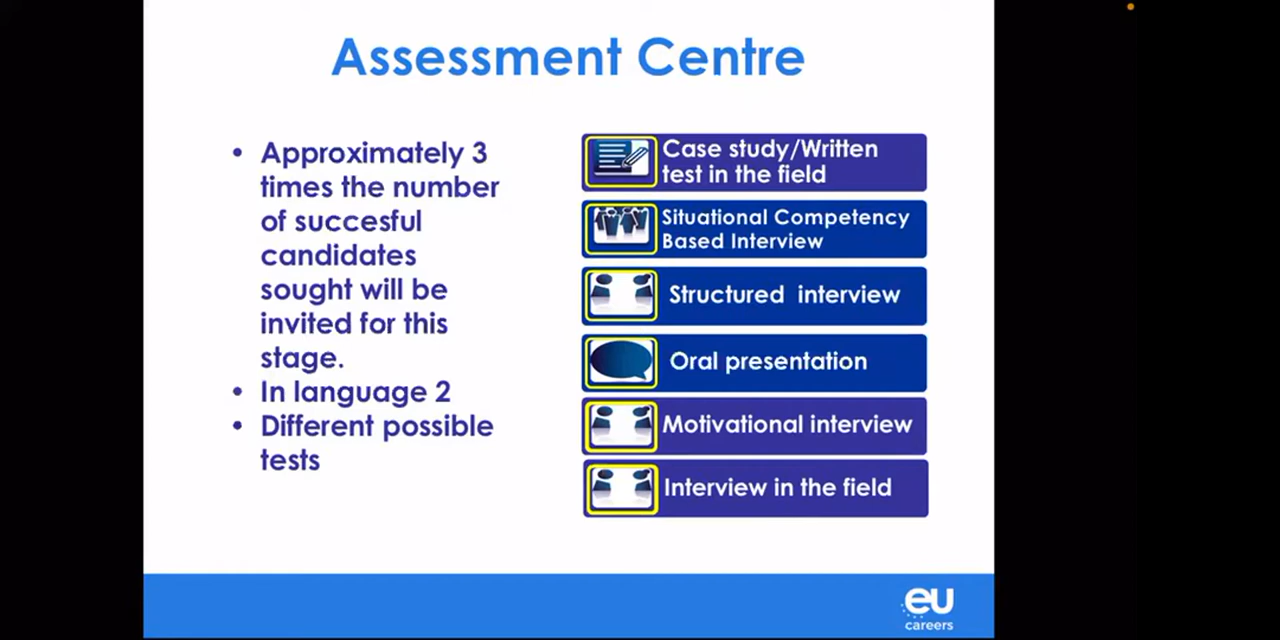 Assessment Centre
• Approximately 3
times the number
of succesful
candidates
sought will be
invited for this
stage.
• In language 2
• Different possible
tests
Case study/Written
test in the field
Situational Competency
Based Interview
Structured interview
Oral presentation
Motivational interview
Interview in the field
eu
careers